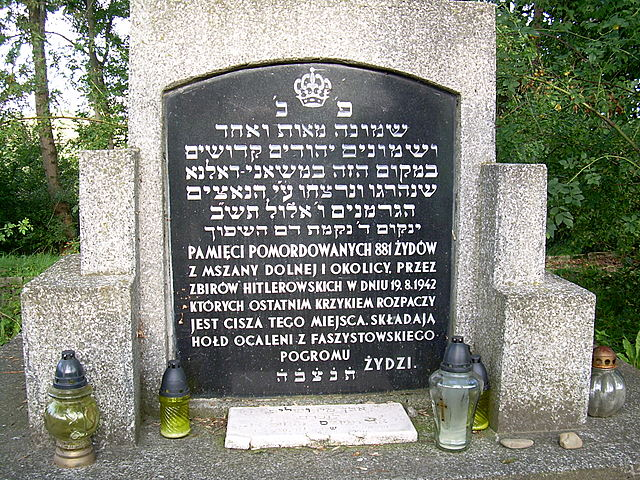 פ נ
שמונה מאות ואחד
ושמונים יהודים קדושים
במקום הזה במשאני-דאלנא
שנהרגו ונרצחו ע״י הנאצים
הגרמנים ו׳ אלול תש״ב
ינקום ד׳ נקמת דם השפוך
PAMIĘCI POMORDOWANYCH 881 ŻYDÓW
Z MSZANY DOLNEJ I OKOLICY, PRZEZ
ZBIRÓW HITLEROWSKICH W DNIU 19.8.1942
KTÓRYCH OSTATNIM KRZYKIEM ROZPACZY
JEST CISZA TEGO MIEJSCA. SKŁADAJĄ
HOŁD OCALENI Z FASZYSTOWSKIEGO
POGROMU ŻYDZI.
תנצבה